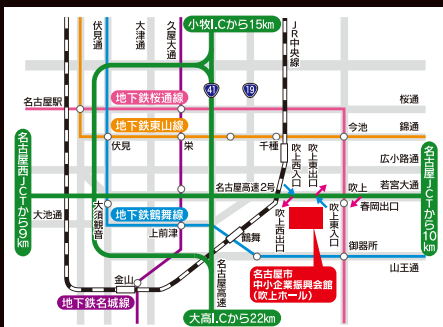 小牧I.Cから15km
伏見通
大津通
久屋大通
JR中央線
41
19
名古屋駅
地下鉄桜通線
桜通
地下鉄東山線
今池
錦通
伏見
栄
千種
広小路通
吹上西入口
吹上東出口
名古屋西JCTから9km
名古屋高速2号
吹上
若宮大通
名古屋JCTから10km
春岡出口
大池通
大須観音
地下鉄鶴舞線
上前津
吹上西出口
吹上東入口
鶴舞
御器所
山王通
名古屋高速
金山
名古屋市
中小企業振興会館
(吹上ホール)
地下鉄名城線
大高I.Cから22km